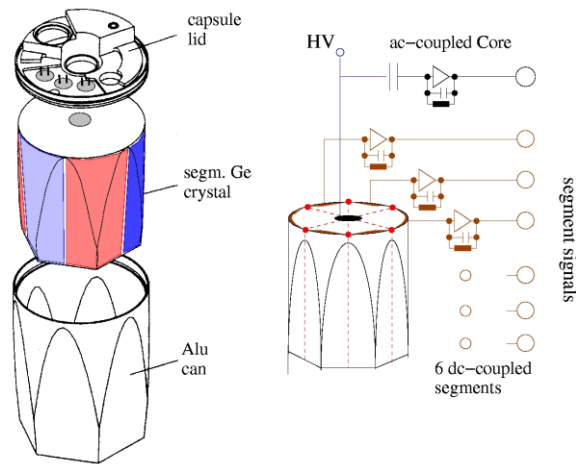 capsule
lid
segm. Ge
crystal
Alu
can
HV
ac-coupled Core
segment signals
6 dc-coupled
segments